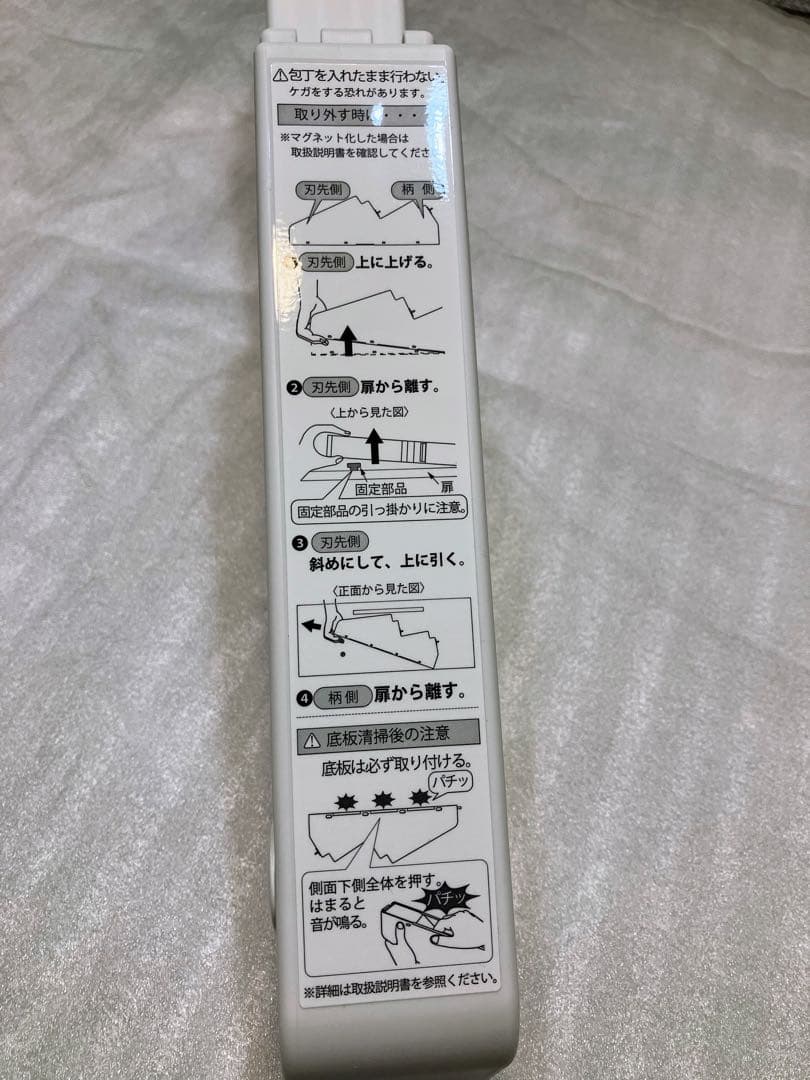 ⚠包丁を入れたまま行わない。
ケガをする恐れがあります。
取り外す時は・・・
※マグネット化した場合は
取扱説明書を確認してくださ
刃先側
柄側
刃先側 上に上げる。
❷ 刃先側 扉から離す。
〈上から見た図〉
固定部品
扉
固定部品の引っ掛かりに注意。
❸ 刃先側
斜めにして、上に引く。
〈正面から見た図〉
❹ 柄側 扉から離す。
⚠ 底板清掃後の注意
底板は必ず取り付ける。
パチッ
側面下側全体を押す。
はまると
音が鳴る。
パチッ
※詳細は取扱説明書を参照ください。